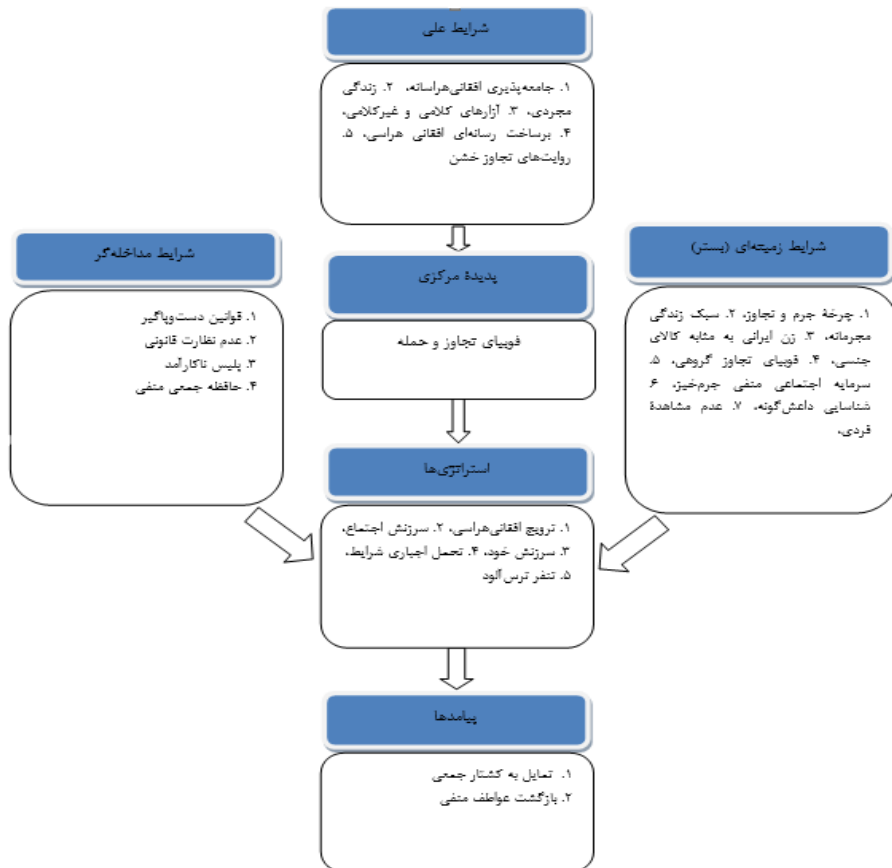 شرایط علی
۱. جامعه‌پذیری افغانی‌هراسانه، ۲. زندگی
مجردی، ۳. آزارهای کلامی و غیرکلامی،
۴. برساخت رسانه‌ای افغانی هراسی، ۵.
روایت‌های تجاوز خشن
شرایط زمینه‌ای (بستر)
۱. چرخهٔ جرم و تجاوز، ۲. سبک زندگی
مجرمانه، ۳. زن ایرانی به مثابه کالای
جنسی، ۴. فوبیای تجاوز گروهی، ۵.
سرمایه اجتماعی منفی جرم‌خیز، ۶
شناسایی داعش‌گونه، ۷. عدم مشاهدهٔ
فردی،
پدیدهٔ مرکزی
فوبیای تجاوز و حمله
شرایط مداخله‌گر
۱. قوانین دست‌وپاگیر
۲. عدم نظارت قانونی
۳. پلیس ناکارآمد
۴. حافظه جمعی منفی
استراتژی‌ها
۱. ترویج افغانی‌هراسی، ۲. سرزنش اجتماع،
۳. سرزنش خود، ۴. تحمل اجباری شرایط،
۵. تنفر ترس‌آلود
پیامدها
۱. تمایل به کشتار جمعی
۲. بازگشت عواطف منفی